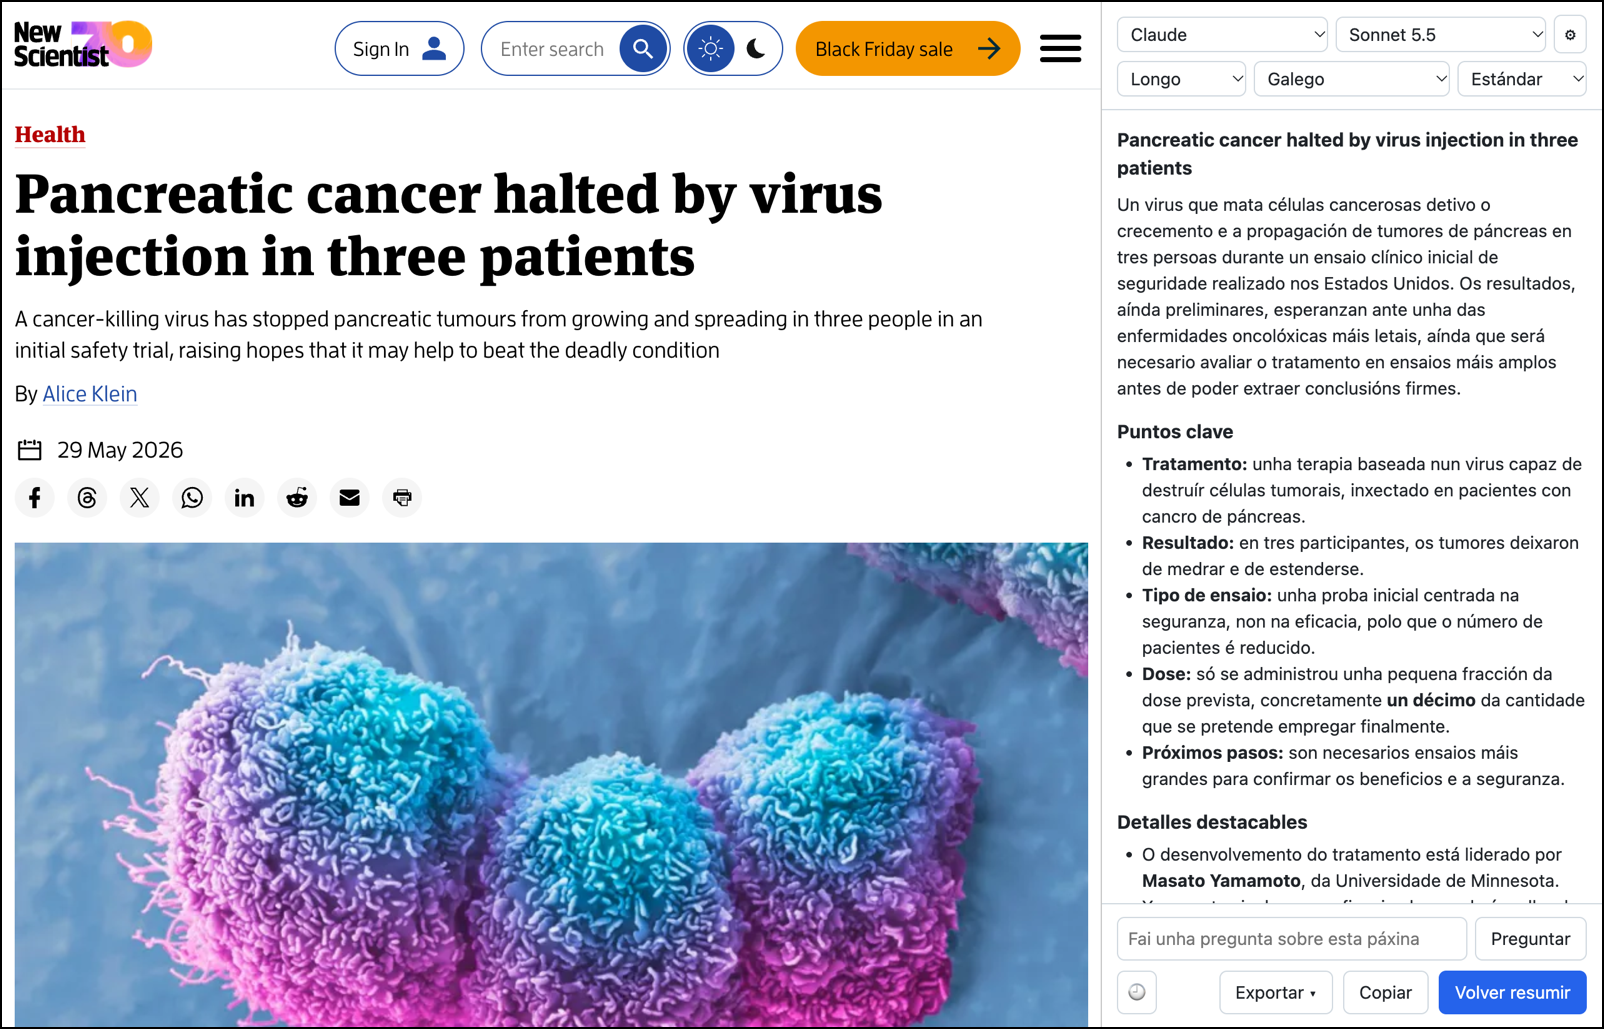 New
Scientist 70
Sign In
Enter search
Black Friday sale
Health
Pancreatic cancer halted by virus
injection in three patients
A cancer-killing virus has stopped pancreatic tumours from growing and spreading in three people in an
initial safety trial, raising hopes that it may help to beat the deadly condition
By Alice Klein
29 May 2026
Claude
Sonnet 5.5
Longo
Galego
Estándar
Pancreatic cancer halted by virus injection in three
patients
Un virus que mata células cancerosas detivo o
crecemento e a propagación de tumores de páncreas en
tres persoas durante un ensaio clínico inicial de
seguridade realizado nos Estados Unidos. Os resultados,
aínda preliminares, esperanzan ante unha das
enfermidades oncolóxicas máis letais, aínda que será
necesario avaliar o tratamento en ensaios máis amplos
antes de poder extraer conclusións firmes.
Puntos clave
• Tratamento: unha terapia baseada nun virus capaz de
destruír células tumorais, inxectado en pacientes con
cancro de páncreas.
• Resultado: en tres participantes, os tumores deixaron
de medrar e de estenderse.
• Tipo de ensaio: unha proba inicial centrada na
seguranza, non na eficacia, polo que o número de
pacientes é reducido.
• Dose: só se administrou unha pequena fracción da
dose prevista, concretamente un décimo da cantidade
que se pretende empregar finalmente.
• Próximos pasos: son necesarios ensaios máis
grandes para confirmar os beneficios e a seguranza.
Detalles destacables
• O desenvolvemento do tratamento está liderado por
Masato Yamamoto, da Universidade de Minnesota.
Fai unha pregunta sobre esta páxina
Preguntar
Exportar
Copiar
Volver resumir